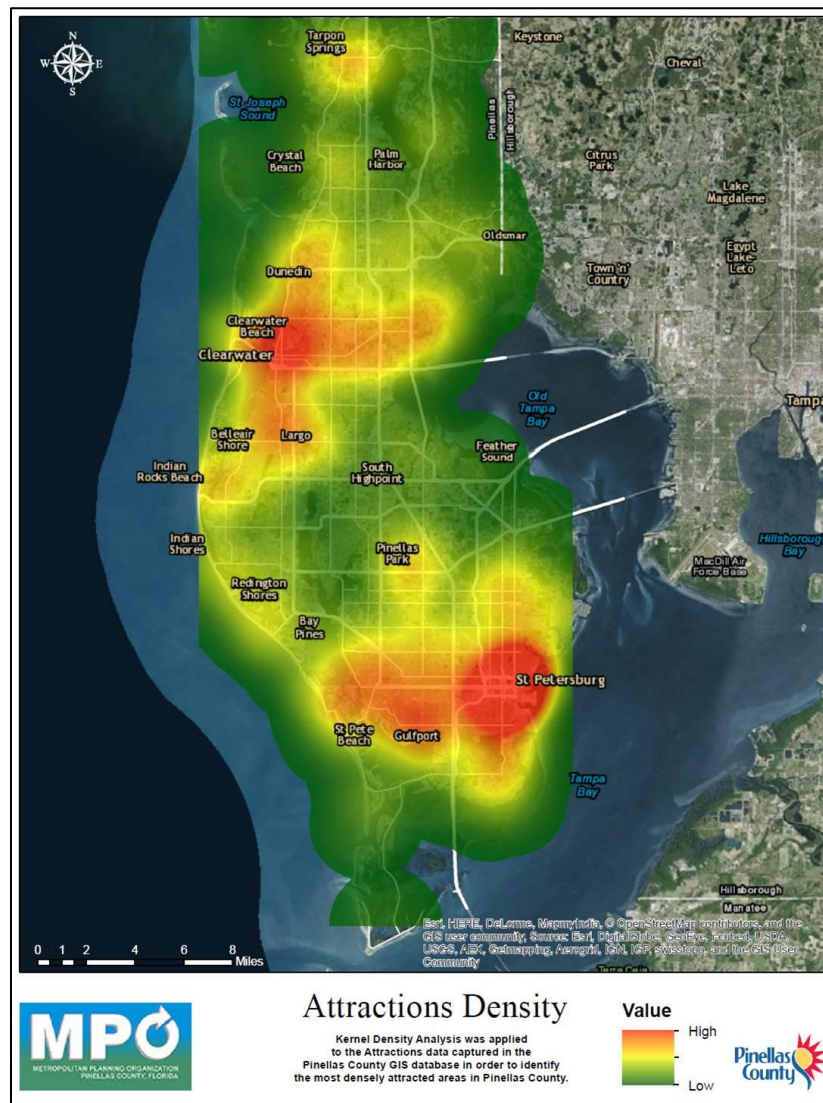 N
W
E
S
Tarpon
Springs
Keystone
Cheval
St Joseph
Sound
Pinellas
Hillsborough
Crystal
Beach
Palm
Harbor
Citrus
Park
Lake
Magdalene
Oldsmar
Egypt
Lake-
Leto
Dunedin
Town 'n'
Country
Clearwater
Beach
Clearwater
Old
Tampa
Bay
Tampa
Belleair
Shore
Largo
Feather
Sound
Indian
Rocks Beach
South
Highpoint
Indian
Shores
Hillsborough
Bay
Pinellas
Park
MacDill Air
Force Base
Redington
Shores
Bay
Pines
St Petersburg
St Pete
Beach
Gulfport
Tampa
Bay
Hillsborough
Manatee
Esri, HERE, DeLorme, MapmyIndia, © OpenStreetMap contributors, and the
GIS user community, Source: Esri, DigitalGlobe, GeoEye, i-cubed, USDA,
USGS, AEX, Getmapping, Aerogrid, IGN, IGP, swisstopo, and the GIS User
Community
0 1 2 4 6 8
Miles
Terra Ceia
MPO
METROPOLITAN PLANNING ORGANIZATION
PINELLAS COUNTY, FLORIDA
Attractions Density
Kernel Density Analysis was applied
to the Attractions data captured in the
Pinellas County GIS database in order to identify
the most densely attracted areas in Pinellas County.
Value
High
Low
Pinellas
County